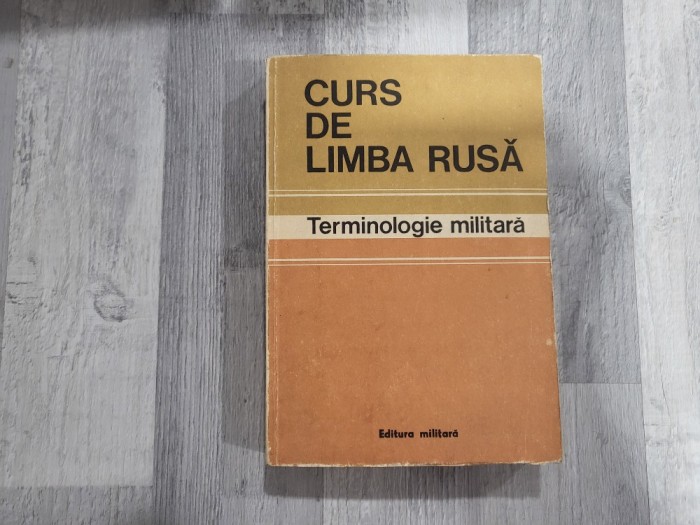 CURS
DE
LIMBA RUSĂ
Terminologie militară
Editura militară